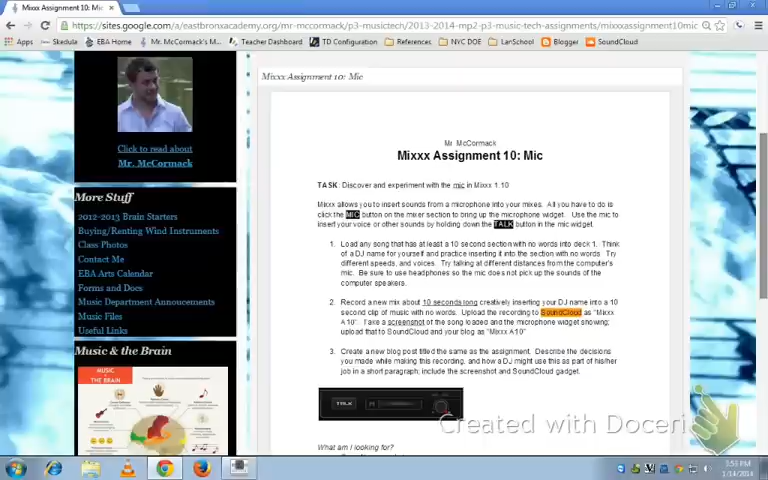 Mixxx Assignment 10: Mic
https://sites.google.com/a/eastbronxacademy.org/mr-mccormack/p3-musictech/2013-2014-mp2-p3-music-tech-assignments/mixxxassignment10mic
Apps Skedula EBA Home Mr. McCormack's M... Teacher Dashboard TD Configuration References NYC DOE LanSchool Blogger SoundCloud
Mixxx Assignment 10: Mic
Click to read about
Mr. McCormack
More Stuff
2012-2013 Brain Starters
Buying/Renting Wind Instruments
Class Photos
Contact Me
EBA Arts Calendar
Forms and Docs
Music Department Annoucements
Music Files
Useful Links
Music & the Brain
MUSIC
THE BRAIN
Mr McCormack
Mixxx Assignment 10: Mic
TASK: Discover and experiment with the mic in Mixxx 1.10
Mixxx allows you to insert sounds from a microphone into your mixes. All you have to do is
click the MIC button on the mixer section to bring up the microphone widget. Use the mic to
insert your voice or other sounds by holding down the TALK button in the mic widget.
1. Load any song that has at least a 10 second section with no words into deck 1. Think
of a DJ name for yourself and practice inserting it into the section with no words. Try
different speeds, and voices. Try talking at different distances from the computer's
mic. Be sure to use headphones so the mic does not pick up the sounds of the
computer speakers.
2. Record a new mix about 10 seconds long creatively inserting your DJ name into a 10
second clip of music with no words. Upload the recording to SoundCloud as "Mixxx
A10". Take a screenshot of the song loaded and the microphone widget showing;
upload that to SoundCloud and your blog as "Mixxx A10"
3. Create a new blog post titled the same as the assignment. Describe the decisions
you made while making this recording, and how a DJ might use this as part of his/her
job in a short paragraph; include the screenshot and SoundCloud gadget.
TALK
What am I looking for?
Created with Doceri
3:53 PM
1/14/2014